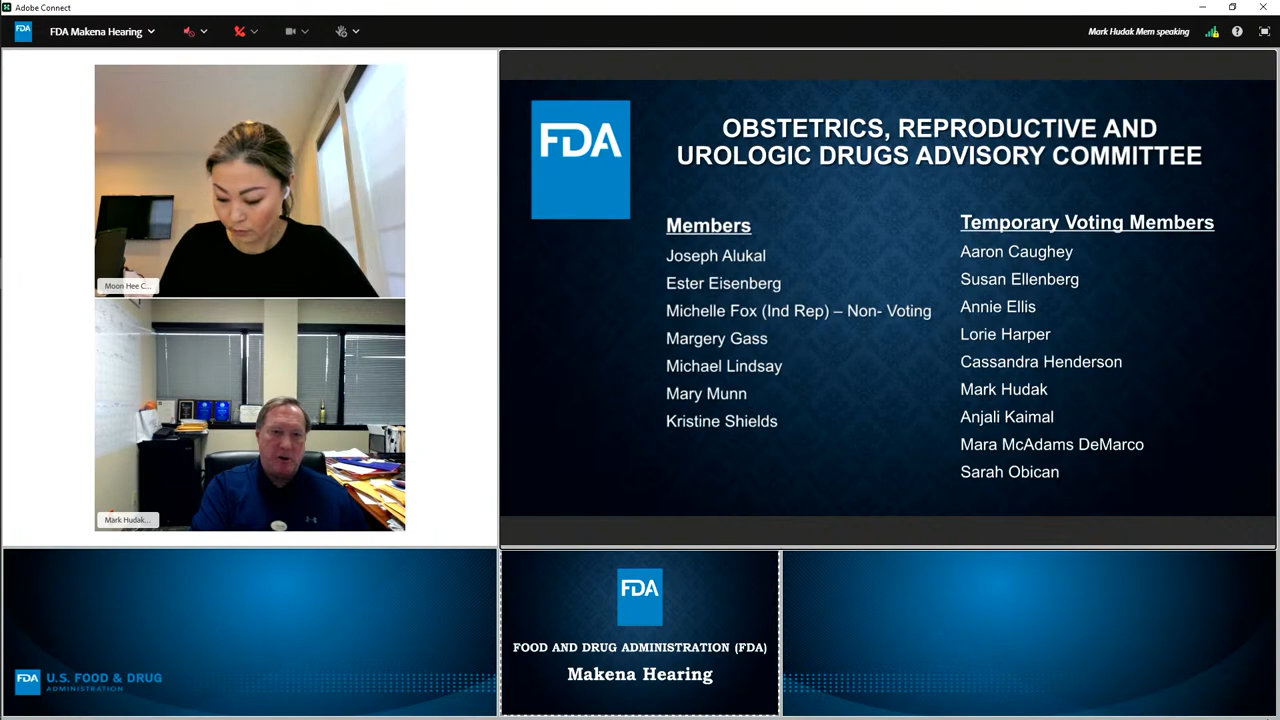 Adobe Connect
FDA
FDA Makena Hearing
Mark Hudak Mem speaking
Moon Hee C...
Mark Hudak...
FDA
OBSTETRICS, REPRODUCTIVE AND
UROLOGIC DRUGS ADVISORY COMMITTEE
Members
Joseph Alukal
Ester Eisenberg
Michelle Fox (Ind Rep) – Non- Voting
Margery Gass
Michael Lindsay
Mary Munn
Kristine Shields
Temporary Voting Members
Aaron Caughey
Susan Ellenberg
Annie Ellis
Lorie Harper
Cassandra Henderson
Mark Hudak
Anjali Kaimal
Mara McAdams DeMarco
Sarah Obican
FDA
U.S. FOOD & DRUG
ADMINISTRATION
FDA
FOOD AND DRUG ADMINISTRATION (FDA)
Makena Hearing